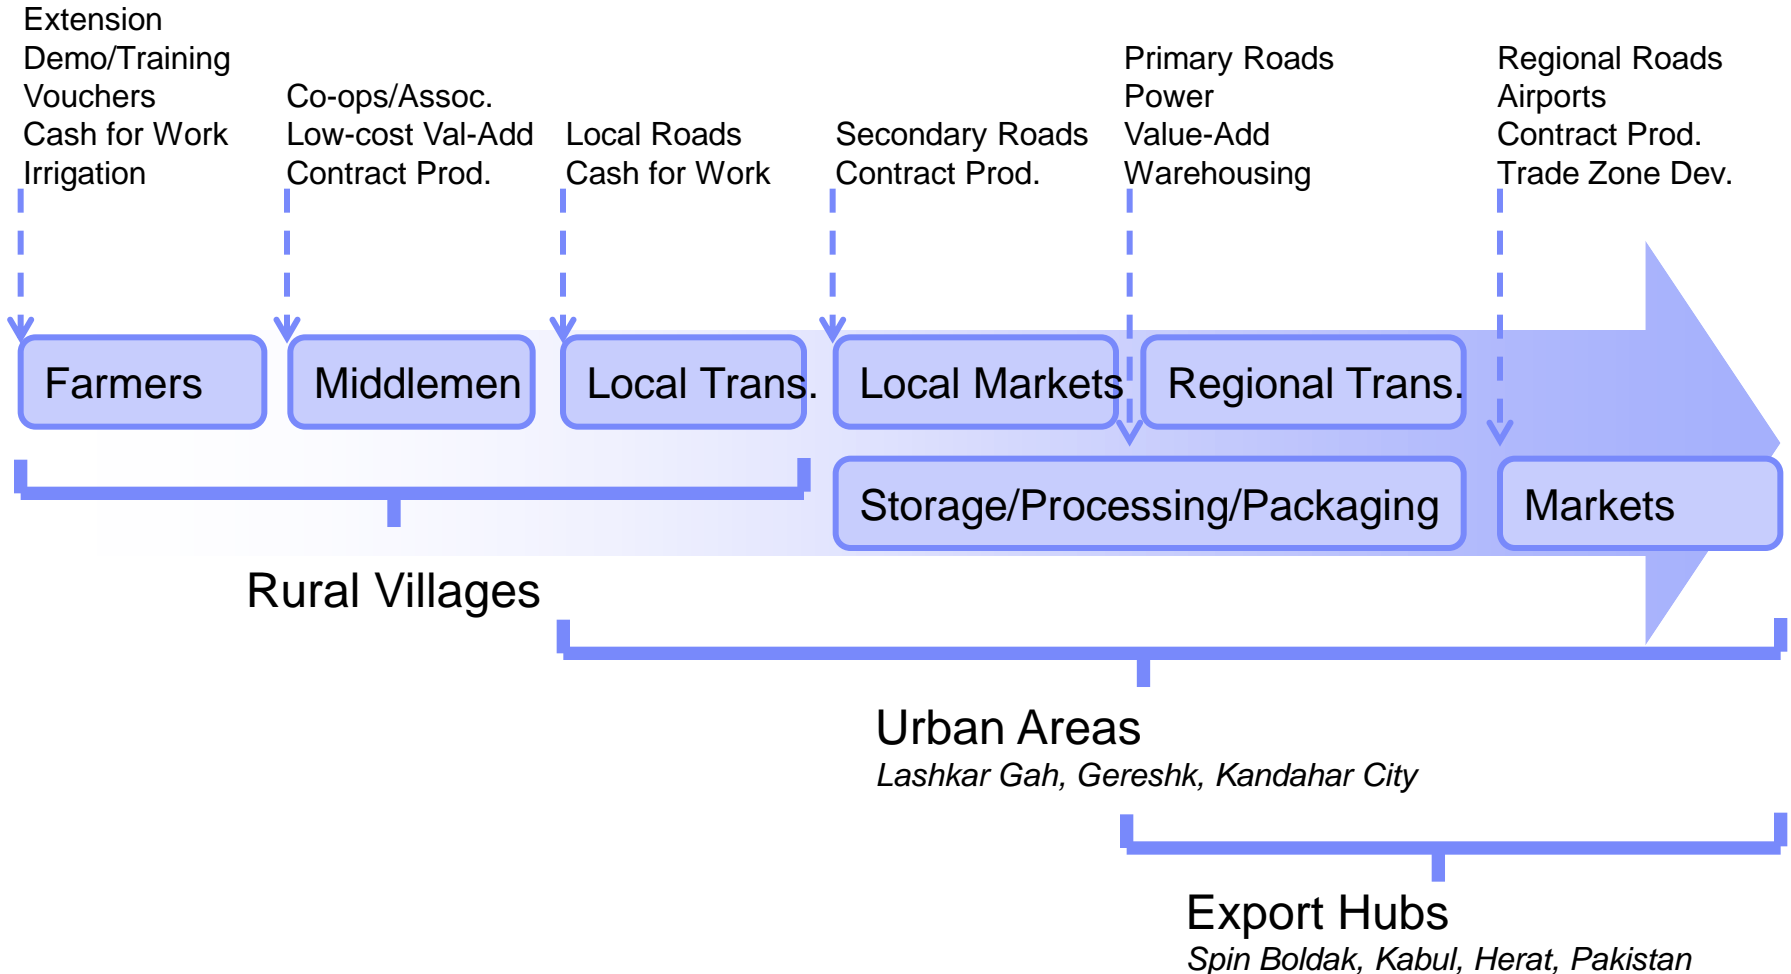 Extension
Demo/Training
Vouchers
Cash for Work
Irrigation
Co-ops/Assoc.
Low-cost Val-Add
Contract Prod.
Local Roads
Cash for Work
Secondary Roads
Contract Prod.
Primary Roads
Power
Value-Add
Warehousing
Regional Roads
Airports
Contract Prod.
Trade Zone Dev.
Farmers
Middlemen
Local Trans.
Local Markets
Regional Trans.
Storage/Processing/Packaging
Markets
Rural Villages
Urban Areas
Lashkar Gah, Gereshk, Kandahar City
Export Hubs
Spin Boldak, Kabul, Herat, Pakistan